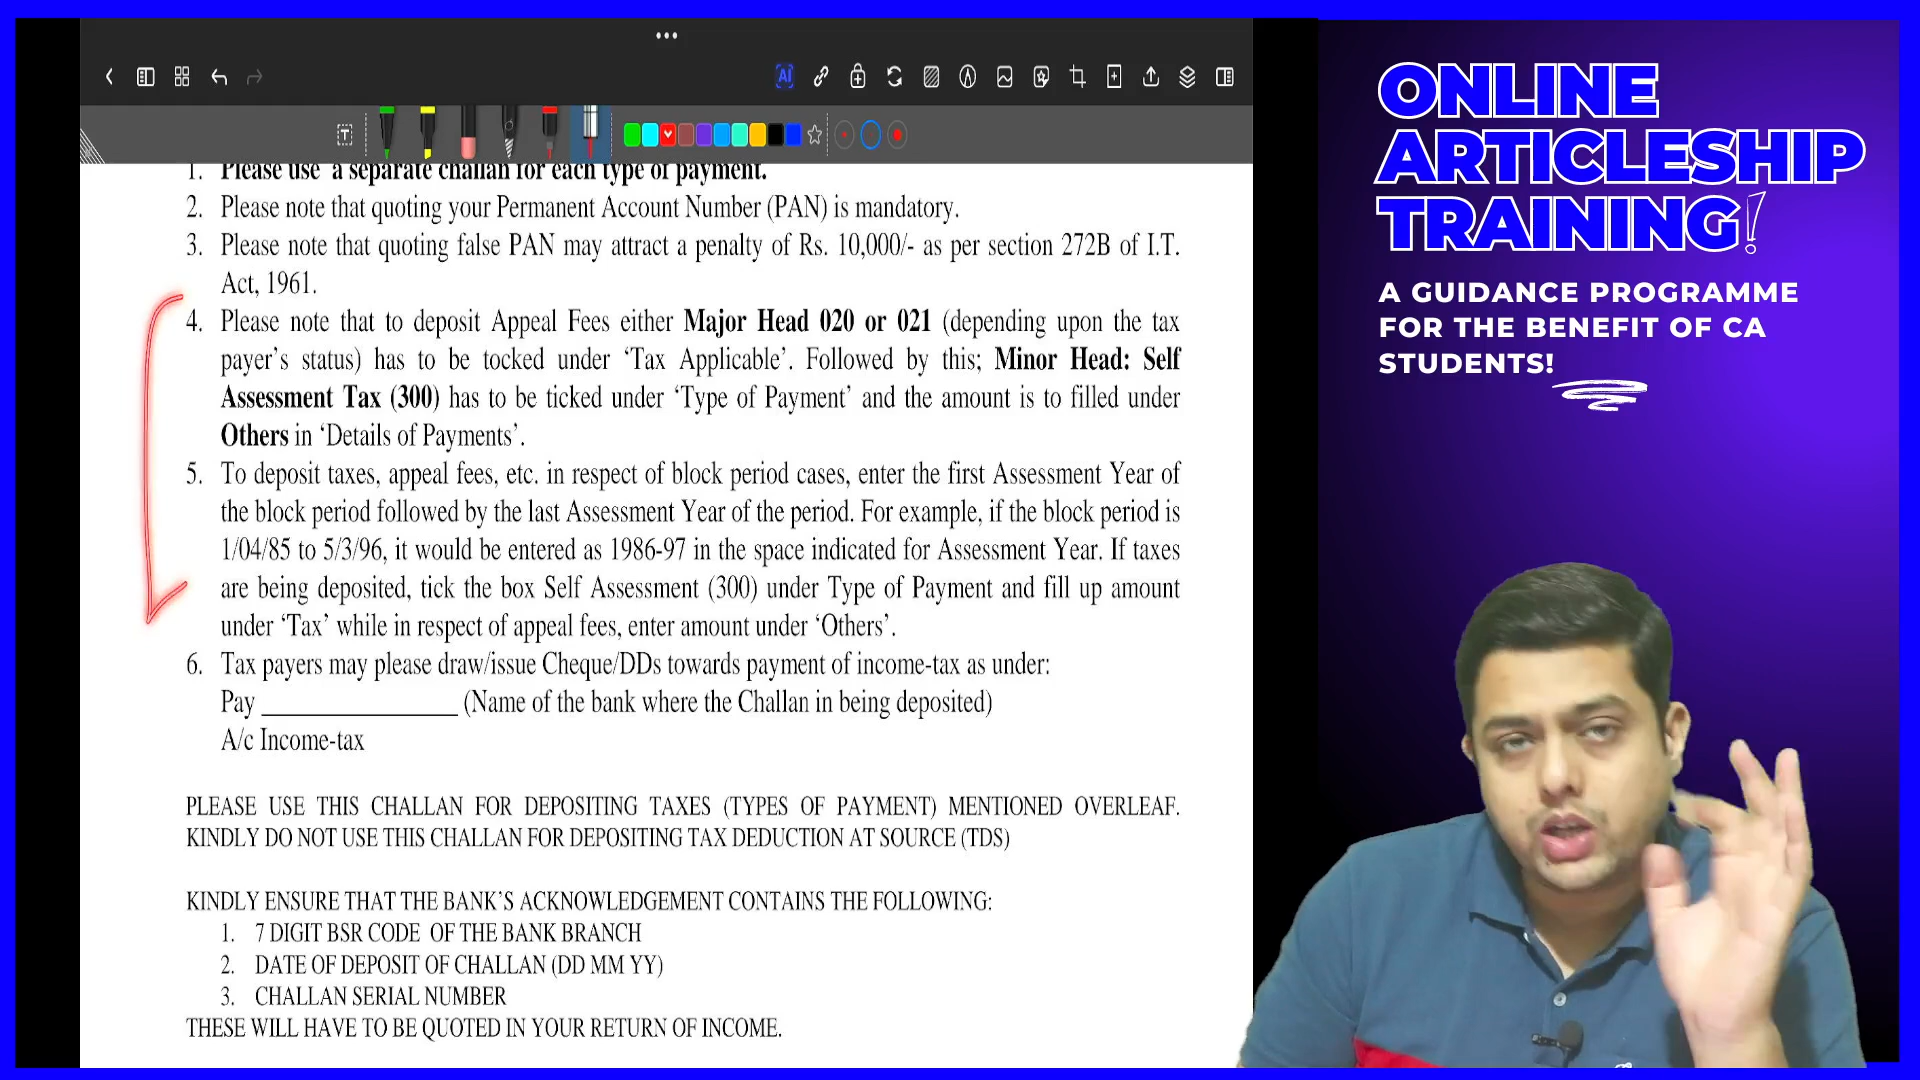 ONLINE
ARTICLESHIP
TRAINING!
A GUIDANCE PROGRAMME
FOR THE BENEFIT OF CA
STUDENTS!
AI
T
1. Please use a separate challan for each type of payment.
2. Please note that quoting your Permanent Account Number (PAN) is mandatory.
3. Please note that quoting false PAN may attract a penalty of Rs. 10,000/- as per section 272B of I.T.
Act, 1961.
4. Please note that to deposit Appeal Fees either Major Head 020 or 021 (depending upon the tax
payer’s status) has to be tocked under ‘Tax Applicable’. Followed by this; Minor Head: Self
Assessment Tax (300) has to be ticked under ‘Type of Payment’ and the amount is to filled under
Others in ‘Details of Payments’.
5. To deposit taxes, appeal fees, etc. in respect of block period cases, enter the first Assessment Year of
the block period followed by the last Assessment Year of the period. For example, if the block period is
1/04/85 to 5/3/96, it would be entered as 1986-97 in the space indicated for Assessment Year. If taxes
are being deposited, tick the box Self Assessment (300) under Type of Payment and fill up amount
under ‘Tax’ while in respect of appeal fees, enter amount under ‘Others’.
6. Tax payers may please draw/issue Cheque/DDs towards payment of income-tax as under:
Pay ________________ (Name of the bank where the Challan in being deposited)
A/c Income-tax
PLEASE USE THIS CHALLAN FOR DEPOSITING TAXES (TYPES OF PAYMENT) MENTIONED OVERLEAF.
KINDLY DO NOT USE THIS CHALLAN FOR DEPOSITING TAX DEDUCTION AT SOURCE (TDS)
KINDLY ENSURE THAT THE BANK’S ACKNOWLEDGEMENT CONTAINS THE FOLLOWING:
1. 7 DIGIT BSR CODE OF THE BANK BRANCH
2. DATE OF DEPOSIT OF CHALLAN (DD MM YY)
3. CHALLAN SERIAL NUMBER
THESE WILL HAVE TO BE QUOTED IN YOUR RETURN OF INCOME.